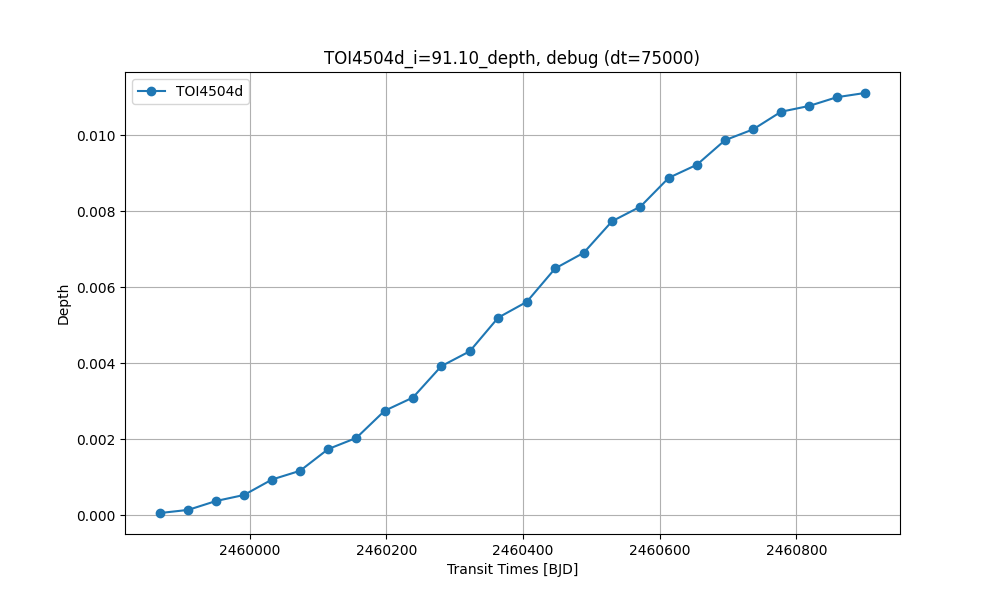 TOI4504d_i=91.10_depth, debug (dt=75000)
TOI4504d
0.010
0.008
0.006
0.004
0.002
0.000
Depth
2460000 2460200 2460400 2460600 2460800
Transit Times [BJD]